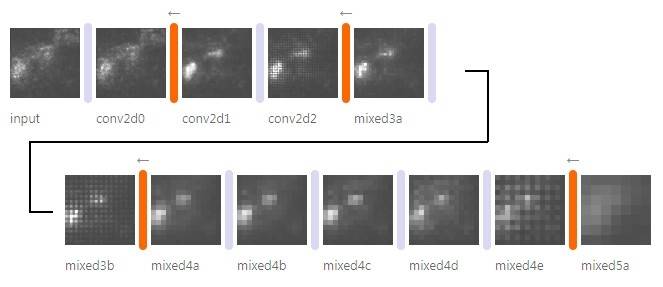 ← ←
input conv2d0 conv2d1 conv2d2 mixed3a
← ←
mixed3b mixed4a mixed4b mixed4c mixed4d mixed4e mixed5a